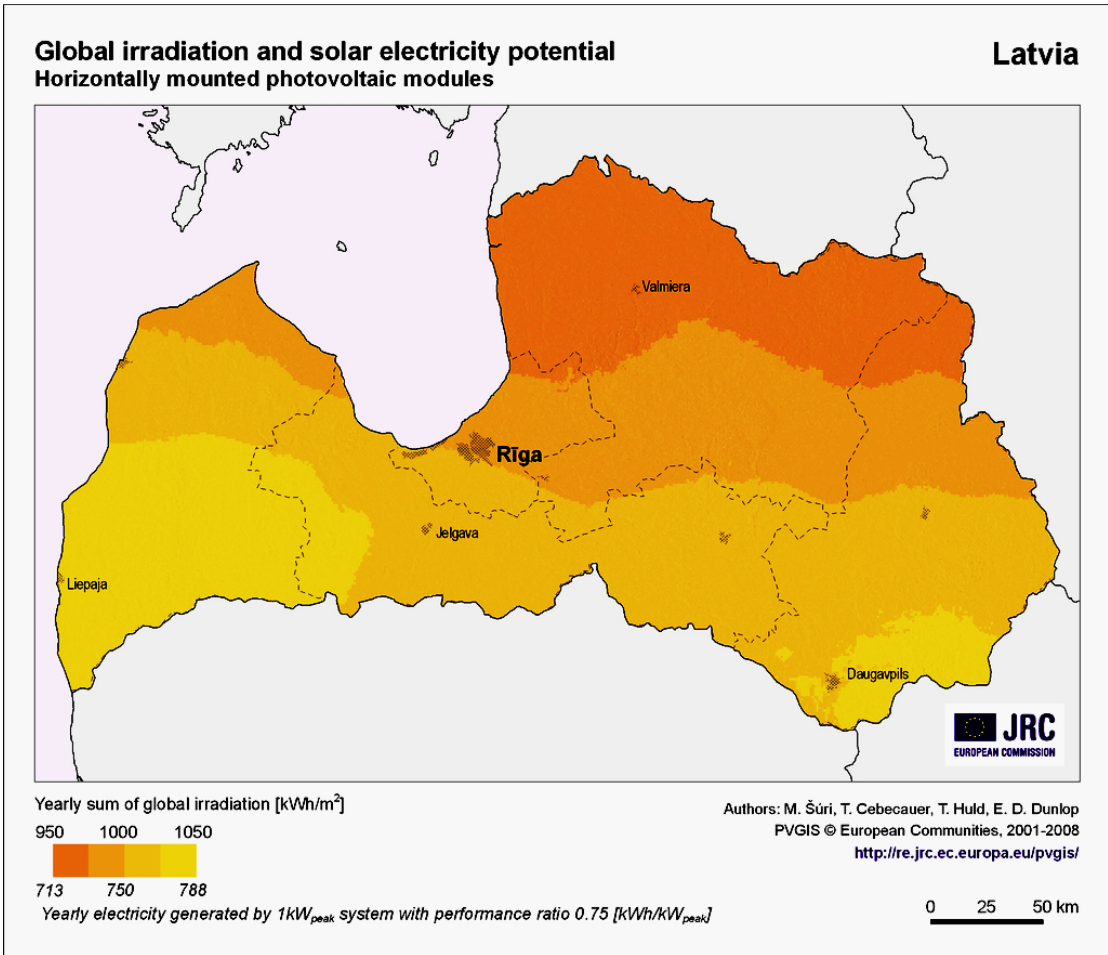 Global irradiation and solar electricity potential
Horizontally mounted photovoltaic modules
Latvia
Valmiera
Rīga
Jelgava
Liepaja
Daugavpils
JRC
EUROPEAN COMMISSION
Yearly sum of global irradiation [kWh/m²]
950 1000 1050
713 750 788
Yearly electricity generated by 1kWpeak system with performance ratio 0.75 [kWh/kWpeak]
Authors: M. Šúri, T. Cebecauer, T. Huld, E. D. Dunlop
PVGIS © European Communities, 2001-2008
http://re.jrc.ec.europa.eu/pvgis/
0 25 50 km